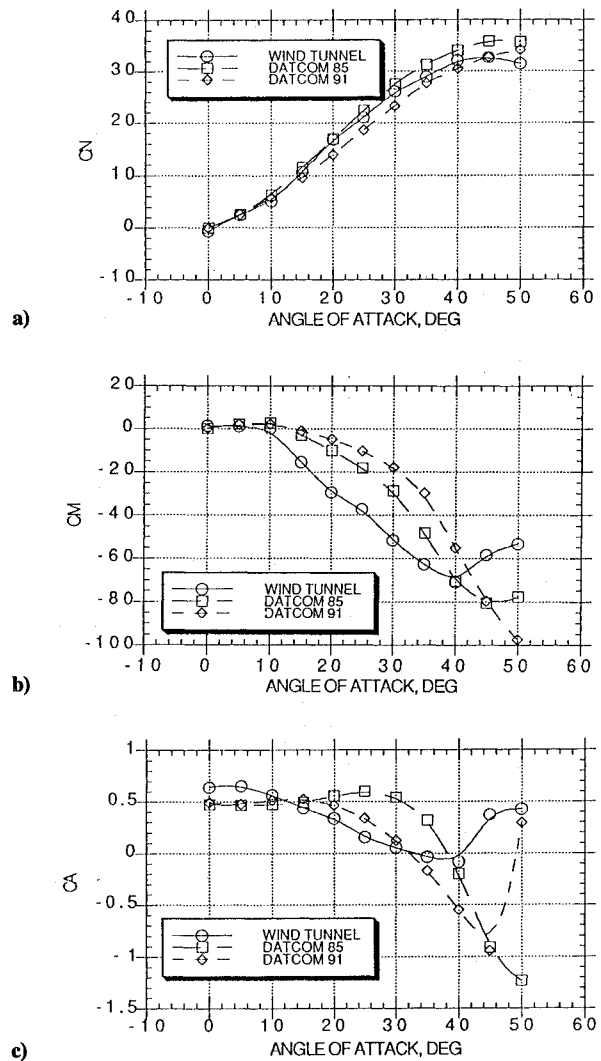 40
30
20
10
0
-10
CN
WIND TUNNEL
DATCOM 85
DATCOM 91
-10 0 10 20 30 40 50 60
ANGLE OF ATTACK, DEG
a)
20
0
-20
-40
-60
-80
-100
CM
WIND TUNNEL
DATCOM 85
DATCOM 91
-10 0 10 20 30 40 50 60
ANGLE OF ATTACK, DEG
b)
1
0.5
0
-0.5
-1
-1.5
CA
WIND TUNNEL
DATCOM 85
DATCOM 91
-10 0 10 20 30 40 50 60
ANGLE OF ATTACK, DEG
c)